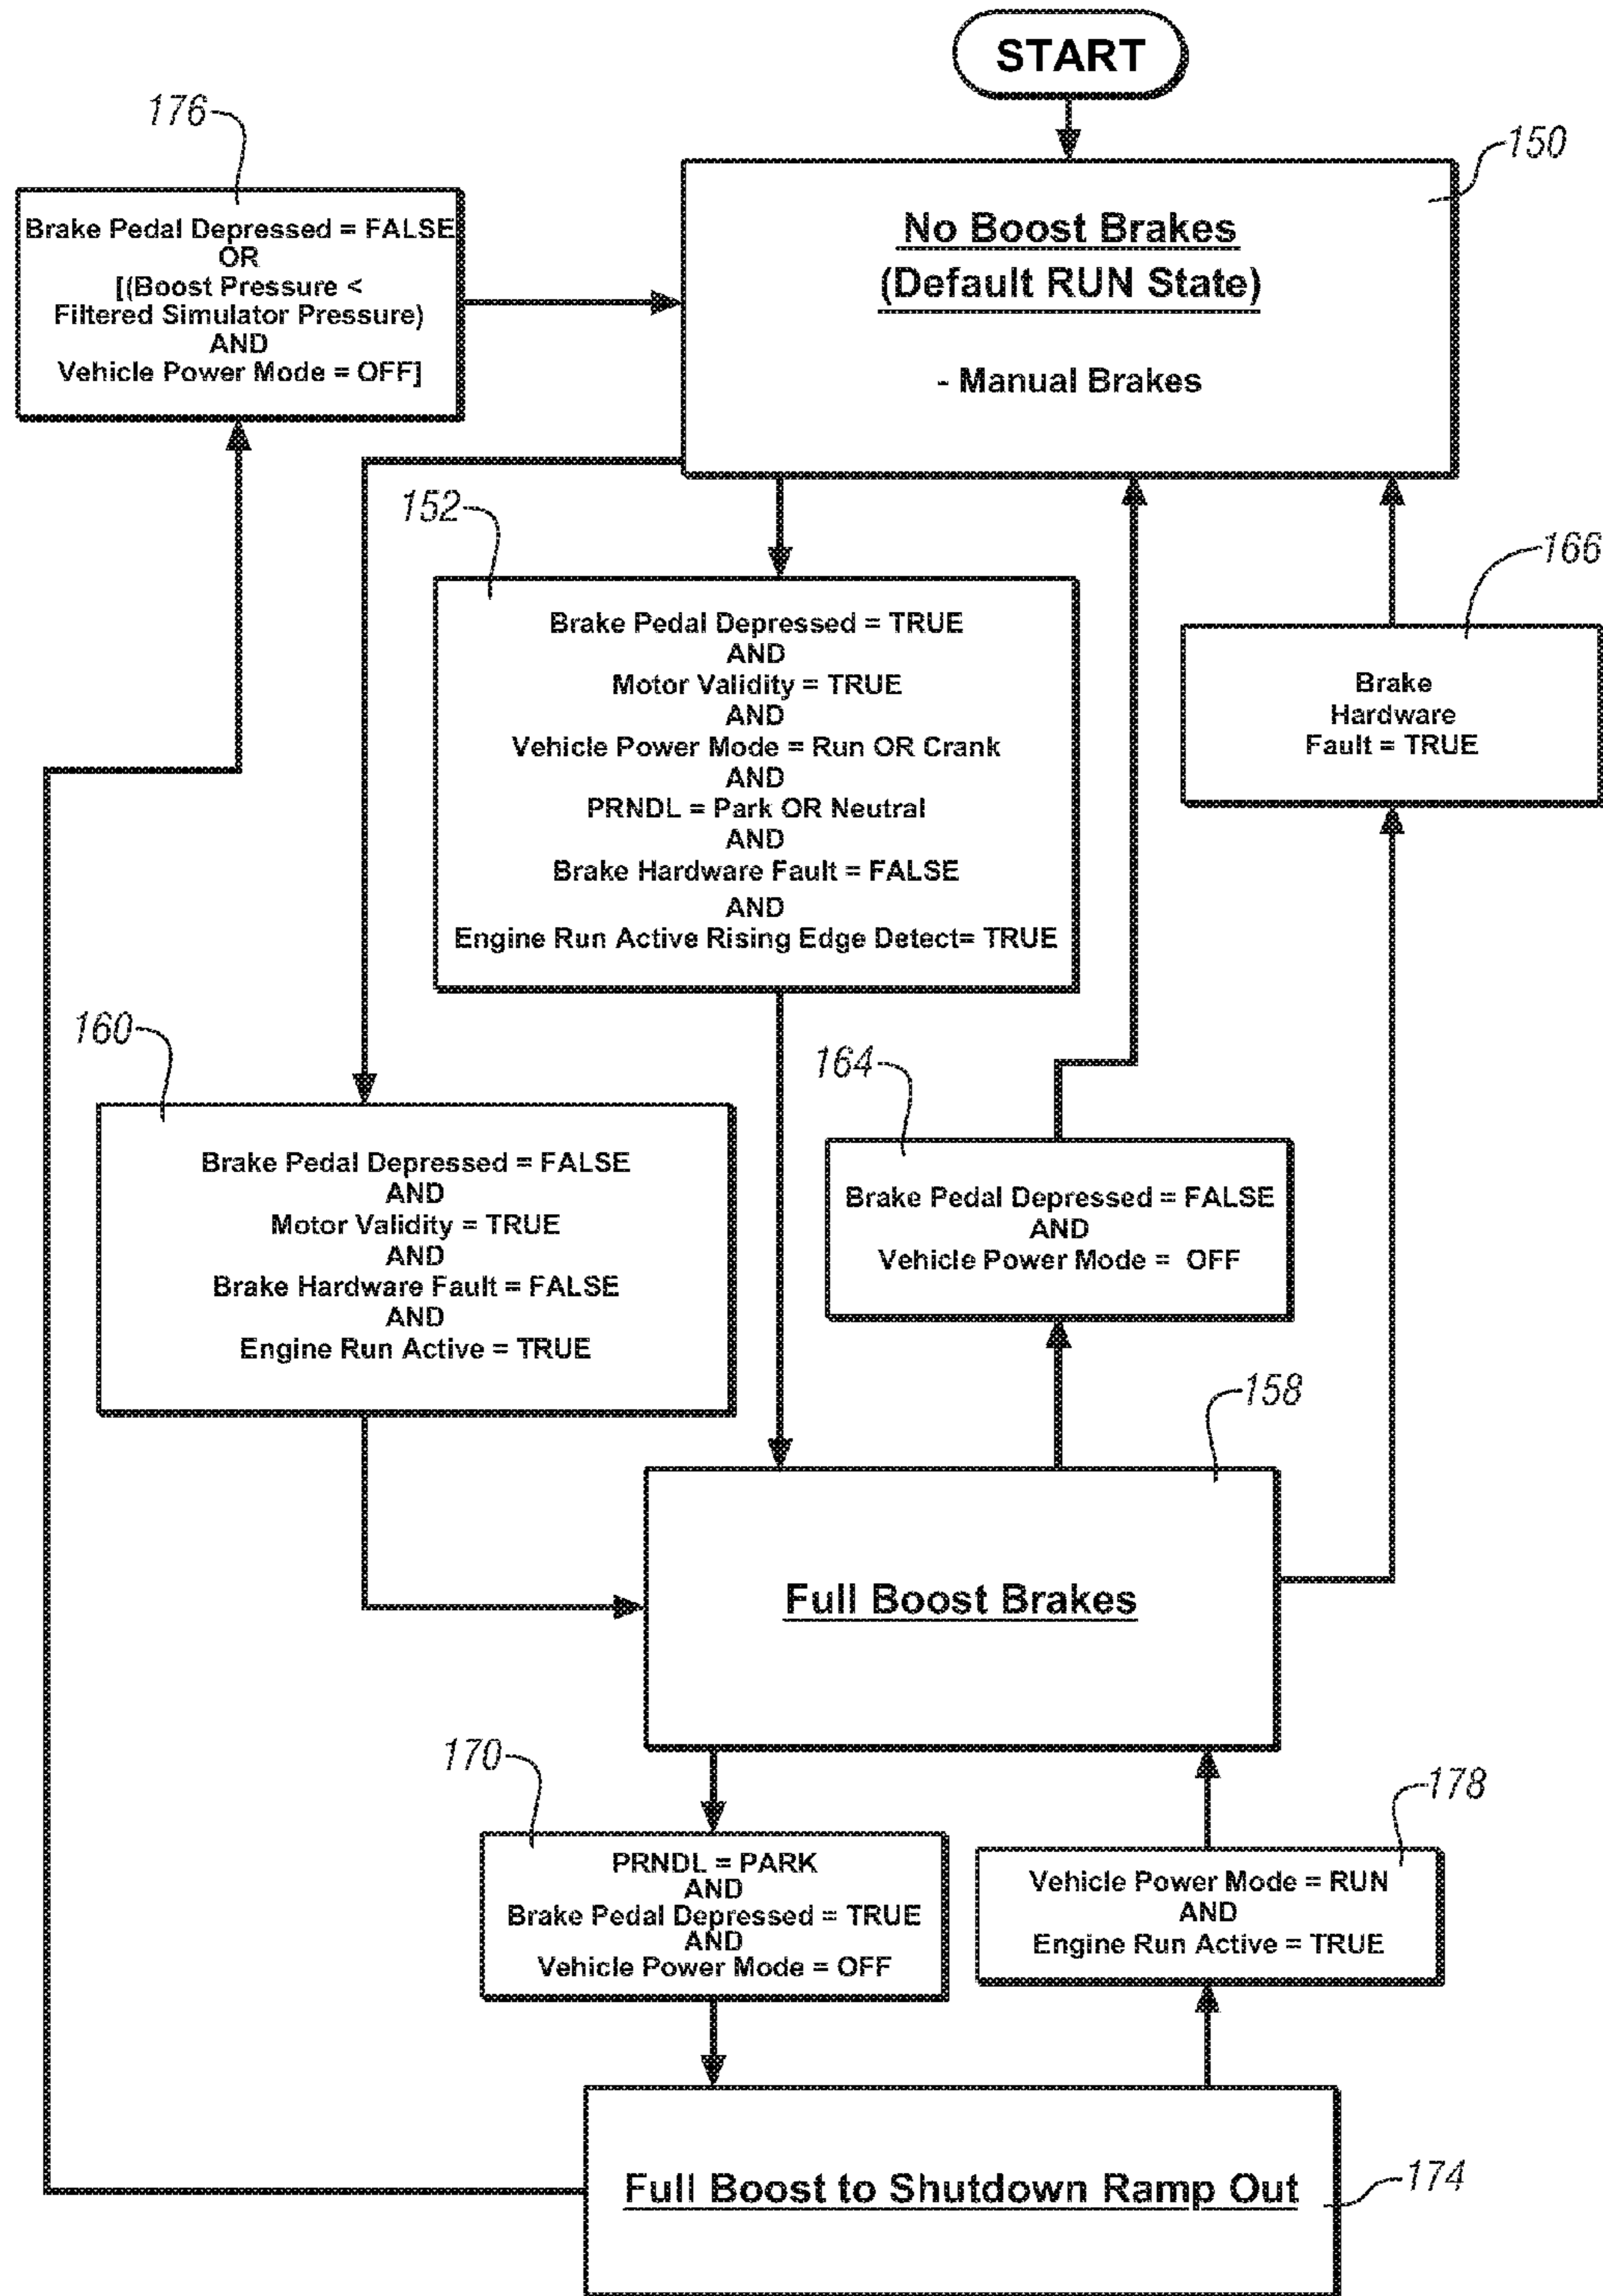 START
176
150
Brake Pedal Depressed = FALSE
OR
[(Boost Pressure <
Filtered Simulator Pressure)
AND
Vehicle Power Mode = OFF]
No Boost Brakes
(Default RUN State)
- Manual Brakes
152
166
Brake Pedal Depressed = TRUE
AND
Motor Validity = TRUE
AND
Vehicle Power Mode = Run OR Crank
AND
PRNDL = Park OR Neutral
AND
Brake Hardware Fault = FALSE
AND
Engine Run Active Rising Edge Detect= TRUE
Brake
Hardware
Fault = TRUE
160
164
Brake Pedal Depressed = FALSE
AND
Motor Validity = TRUE
AND
Brake Hardware Fault = FALSE
AND
Engine Run Active = TRUE
Brake Pedal Depressed = FALSE
AND
Vehicle Power Mode = OFF
158
Full Boost Brakes
170
178
PRNDL = PARK
AND
Brake Pedal Depressed = TRUE
AND
Vehicle Power Mode = OFF
Vehicle Power Mode = RUN
AND
Engine Run Active = TRUE
Full Boost to Shutdown Ramp Out
174